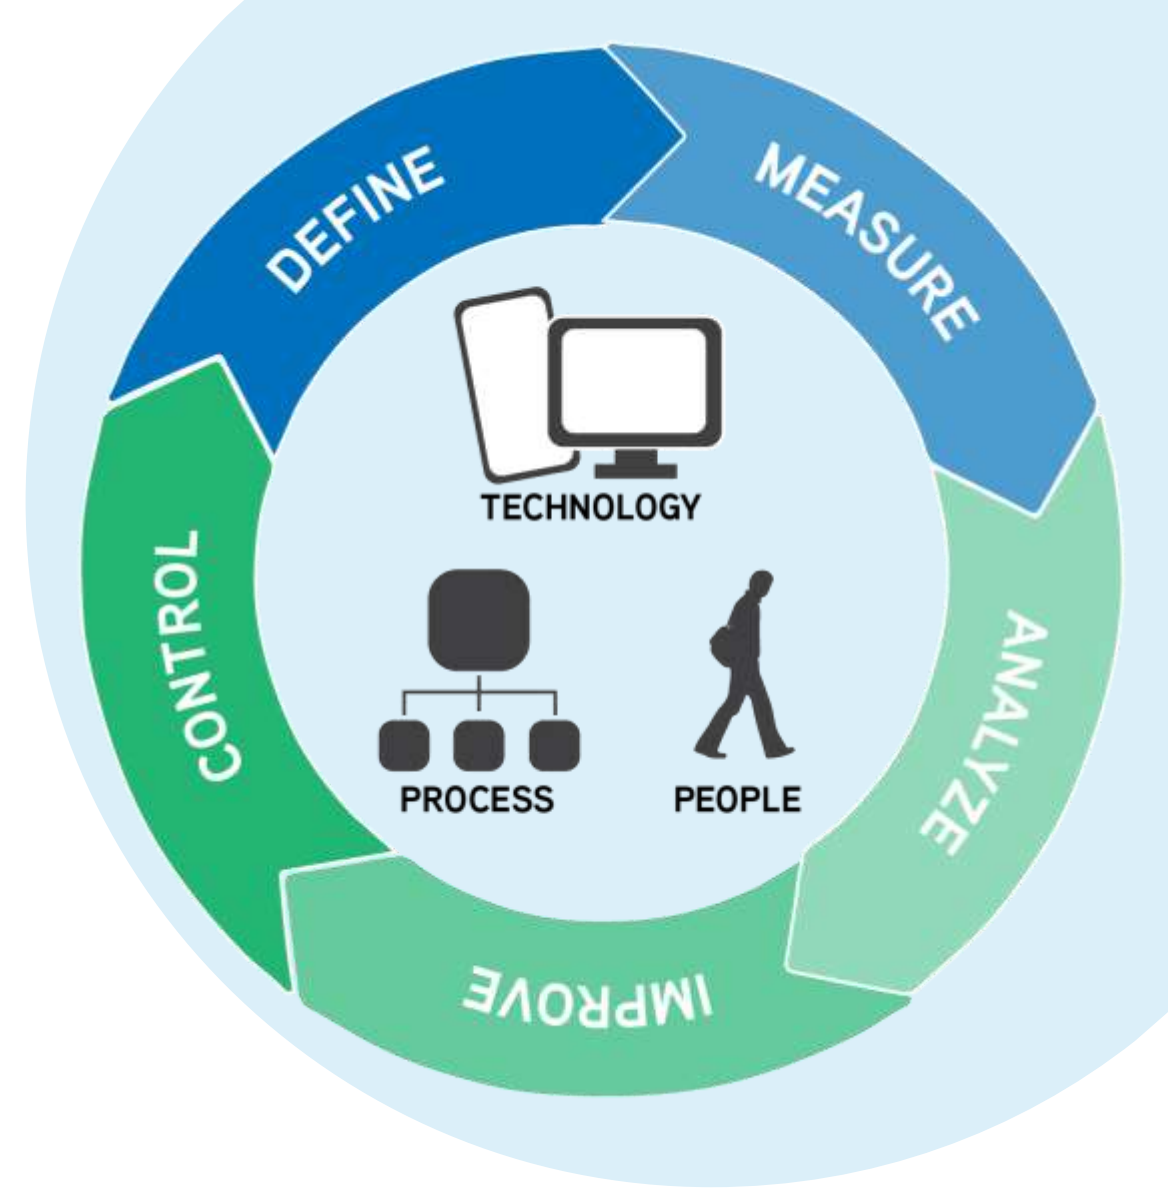 DEFINE
MEASURE
ANALYZE
IMPROVE
CONTROL
TECHNOLOGY
PROCESS
PEOPLE